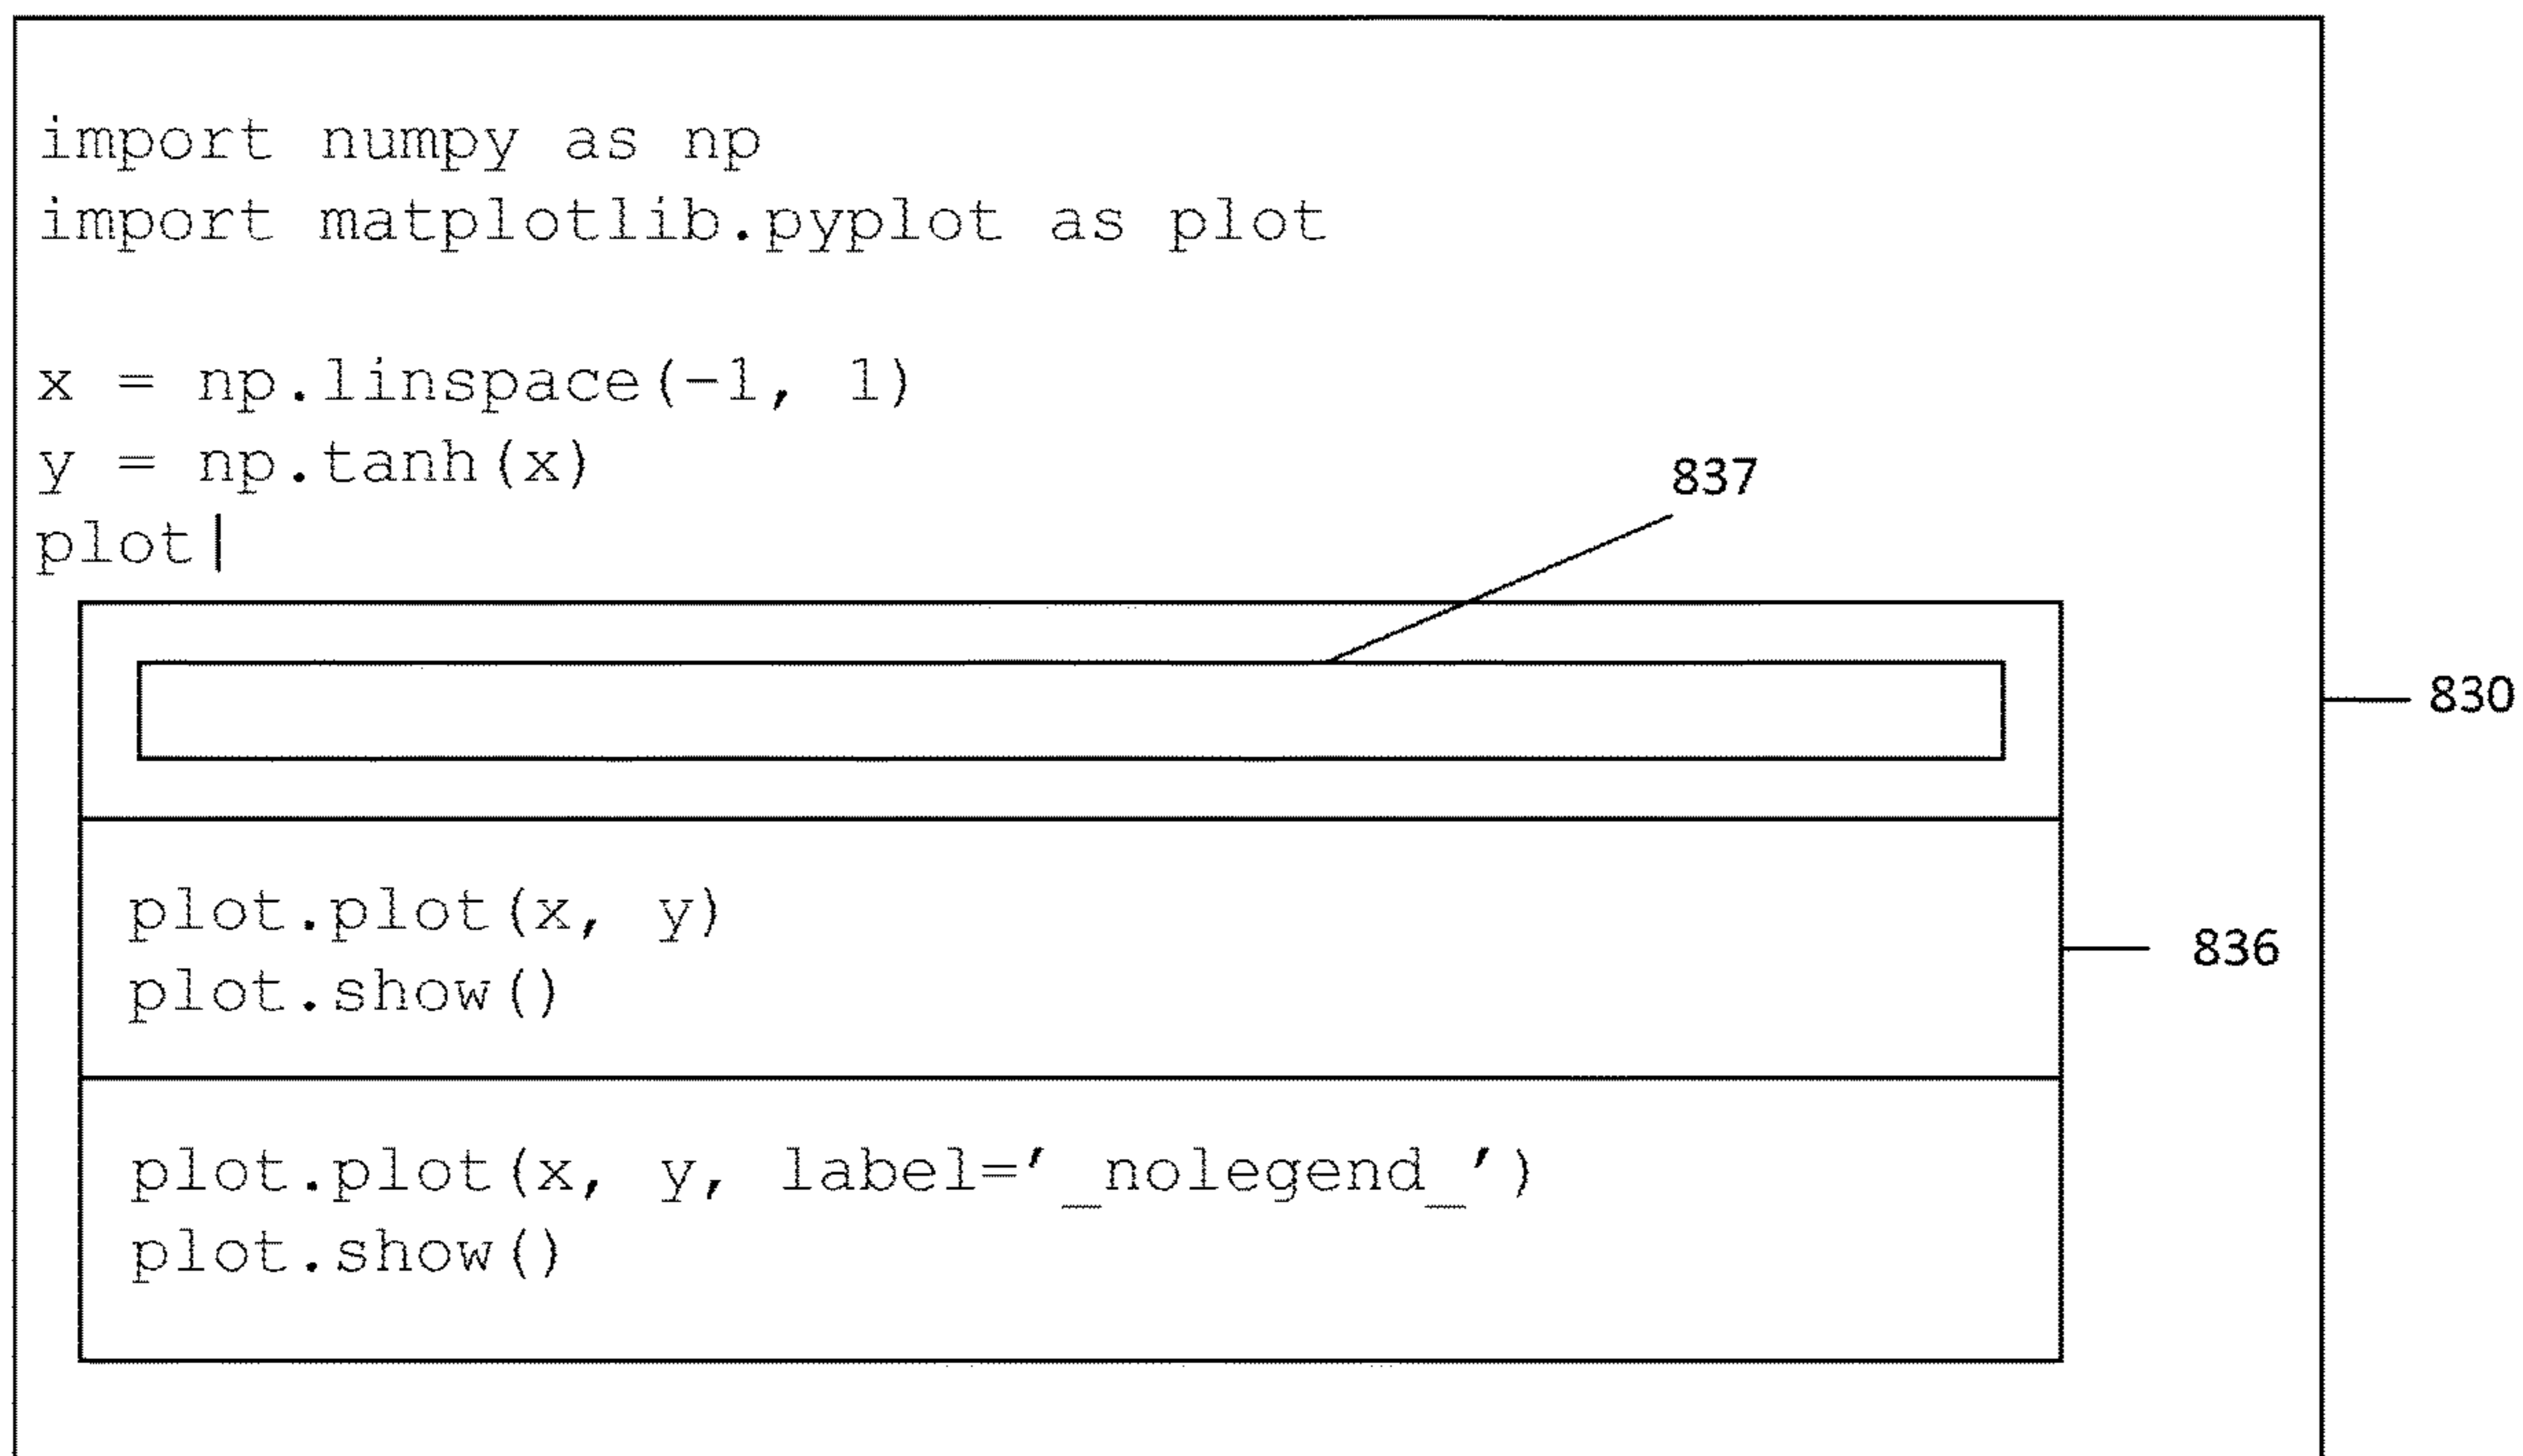 import numpy as np
import matplotlib.pyplot as plot
x = np.linspace(-1, 1)
y = np.tanh(x)
837
plot|
830
plot.plot(x, y)
836
plot.show()
plot.plot(x, y, label='_nolegend_')
plot.show()